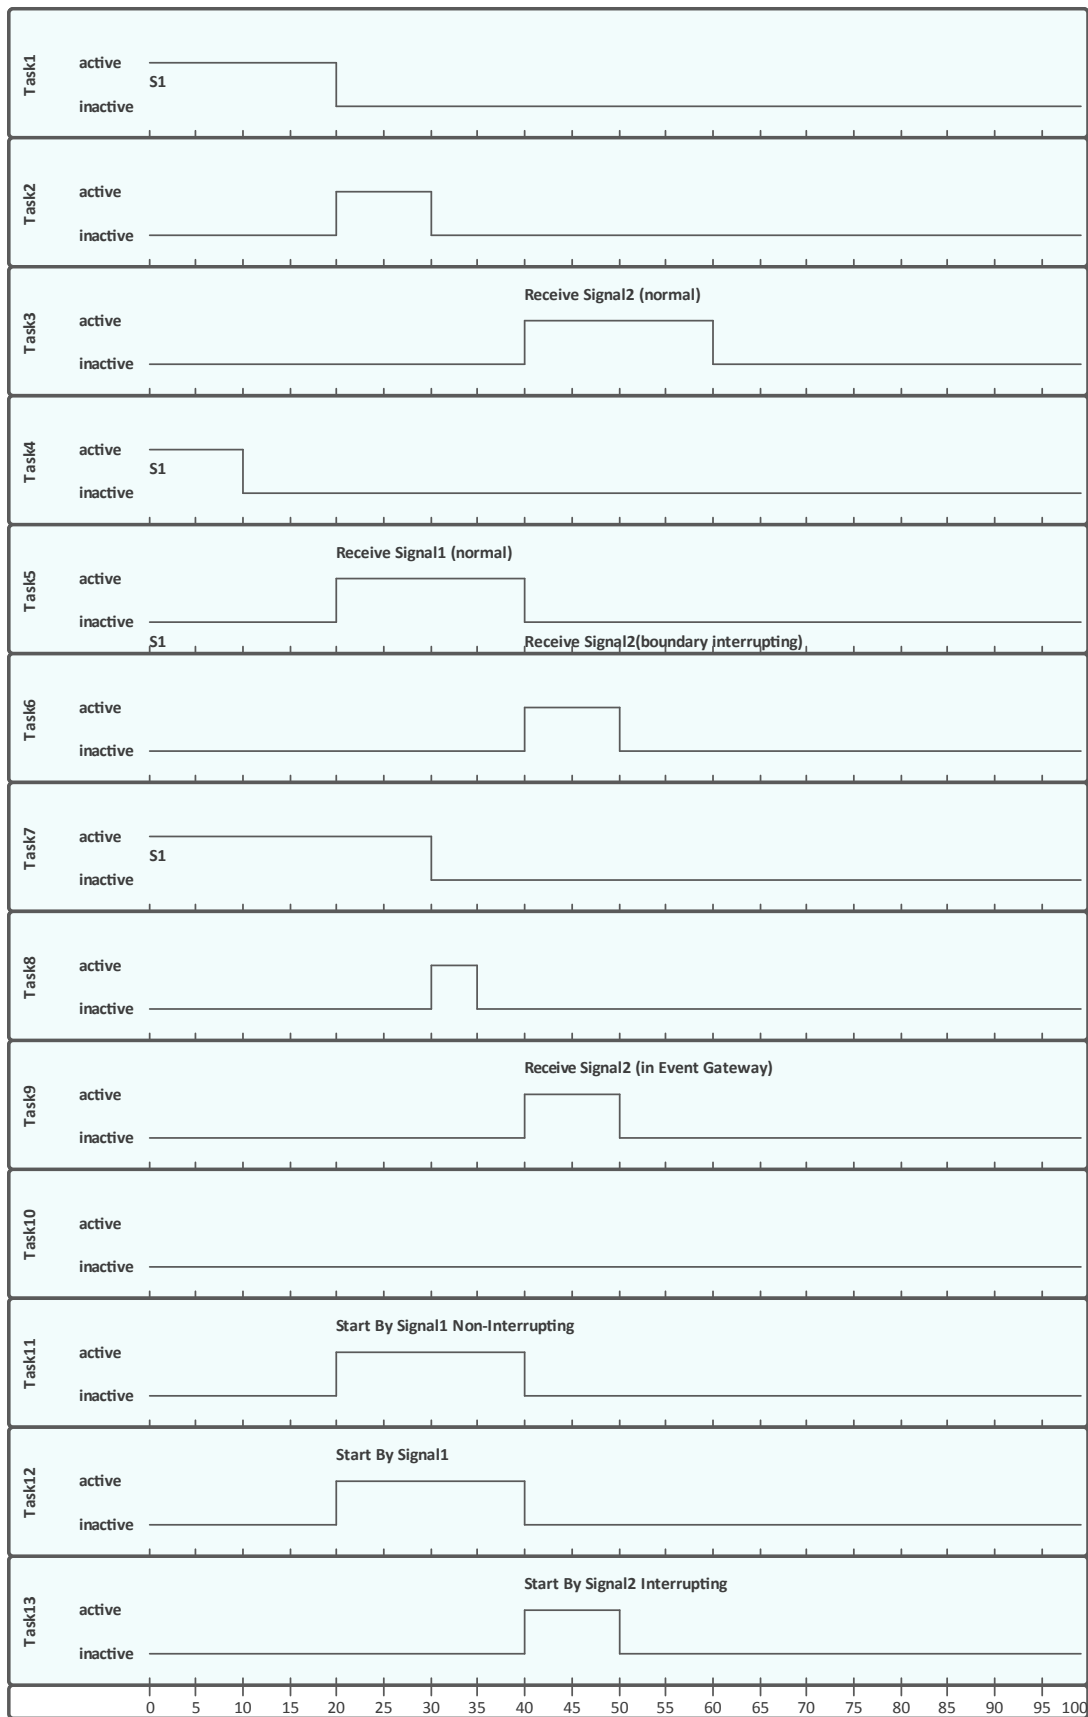 Task1
active
S1
inactive
Task2
active
inactive
Receive Signal2 (normal)
Task3
active
inactive
Task4
active
S1
inactive
Receive Signal1 (normal)
Task5
active
inactive
S1 Receive Signal2(boundary interrupting)
Task6
active
inactive
Task7
active
S1
inactive
Task8
active
inactive
Receive Signal2 (in Event Gateway)
Task9
active
inactive
Task10
active
inactive
Start By Signal1 Non-Interrupting
Task11
active
inactive
Start By Signal1
Task12
active
inactive
Start By Signal2 Interrupting
Task13
active
inactive
0 5 10 15 20 25 30 35 40 45 50 55 60 65 70 75 80 85 90 95 100